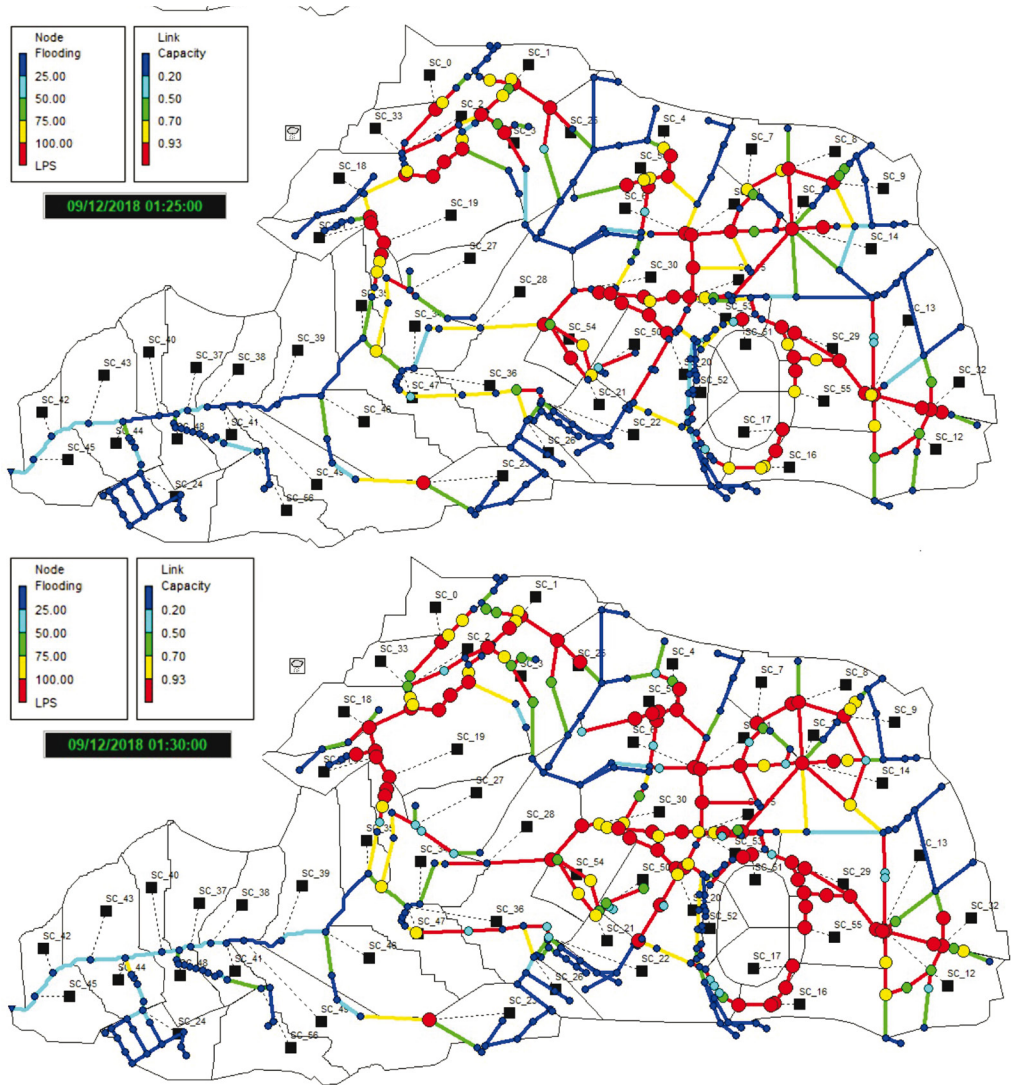 Node
Flooding
25.00
50.00
75.00
100.00
LPS
Link
Capacity
0.20
0.50
0.70
0.93
09/12/2018 01:25:00
SC_0
SC_1
SC_2
SC_33
SC_3
SC_4
SC_7
SC_8
SC_9
SC_18
SC_19
SC_14
SC_27
SC_28
SC_30
SC_13
SC_53
SC_54
SC_50
SC_51
SC_29
SC_39
SC_40
SC_37
SC_38
SC_43
SC_42
SC_36
SC_47
SC_52
SC_55
SC_32
SC_21
SC_22
SC_17
SC_12
SC_16
SC_46
SC_41
SC_48
SC_44
SC_45
SC_26
SC_24
SC_56
Node
Flooding
25.00
50.00
75.00
100.00
LPS
Link
Capacity
0.20
0.50
0.70
0.93
09/12/2018 01:30:00
SC_0
SC_1
SC_2
SC_33
SC_3
SC_4
SC_7
SC_8
SC_9
SC_18
SC_19
SC_14
SC_27
SC_28
SC_30
SC_13
SC_53
SC_54
SC_50
SC_51
SC_29
SC_39
SC_40
SC_37
SC_38
SC_43
SC_42
SC_36
SC_47
SC_52
SC_55
SC_32
SC_21
SC_22
SC_17
SC_12
SC_16
SC_46
SC_41
SC_48
SC_44
SC_45
SC_26
SC_24
SC_56